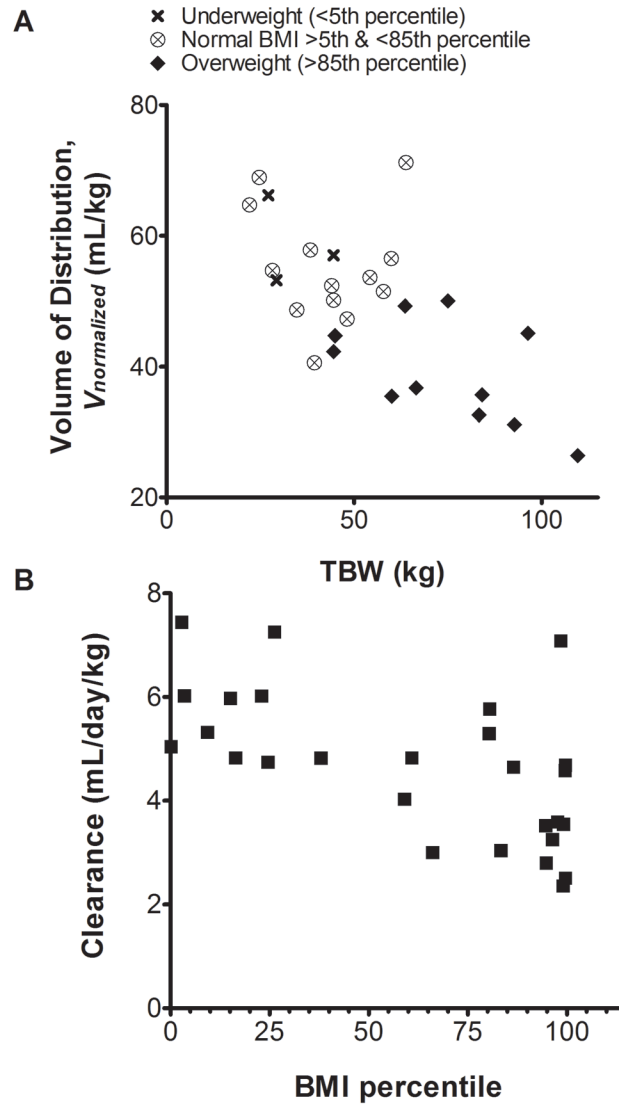 A
Underweight (<5th percentile)
Normal BMI >5th & <85th percentile
Overweight (>85th percentile)
Volume of Distribution,
Vnormalized (mL/kg)
80
60
40
20
0
50
100
TBW (kg)
B
Clearance (mL/day/kg)
8
6
4
2
0
0
25
50
75
100
BMI percentile